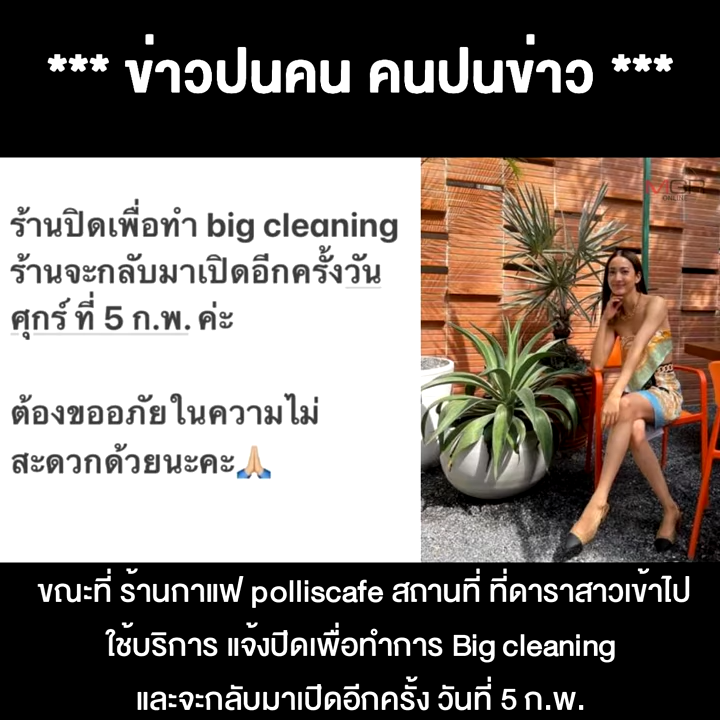 *** ข่าวปนคน คนปนข่าว ***
ร้านปิดเพื่อทำ big cleaning
ร้านจะกลับมาเปิดอีกครั้งวัน
ศุกร์ ที่ 5 ก.พ. ค่ะ
ต้องขออภัยในความไม่
สะดวกด้วยนะคะ🙏🏻
MGR
ONLINE
ขณะที่ ร้านกาแฟ polliscafe สถานที่ ที่ดาราสาวเข้าไป
ใช้บริการ แจ้งปิดเพื่อทำการ Big cleaning
และจะกลับมาเปิดอีกครั้ง วันที่ 5 ก.พ.